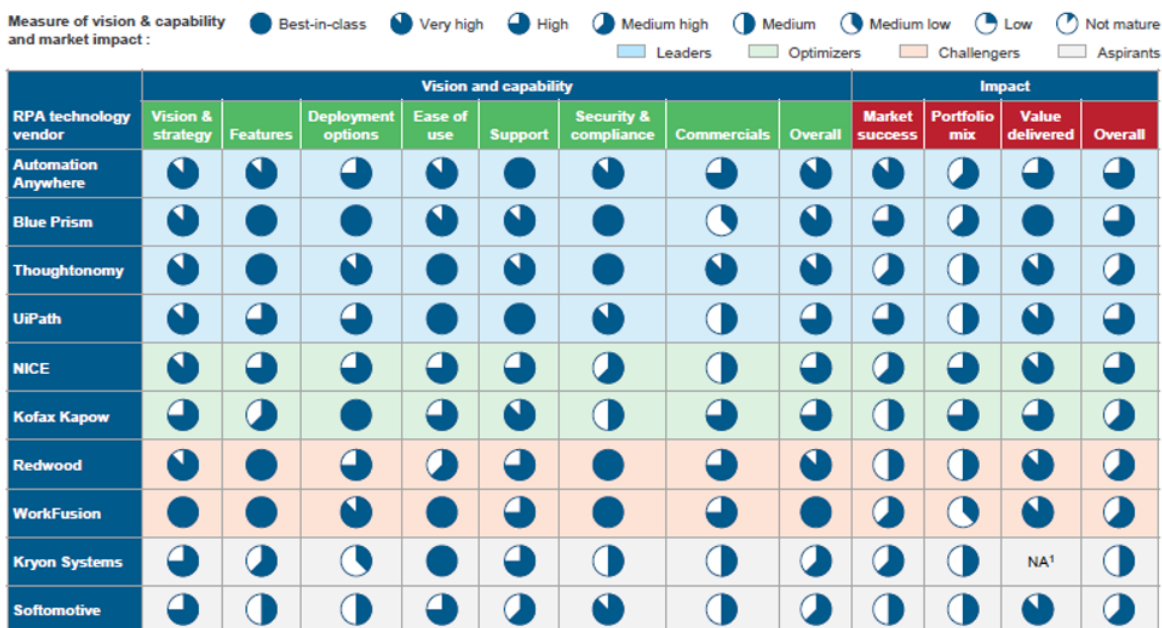 Measure of vision & capability
and market impact :
Best-in-class
Very high
High
Medium high
Medium
Medium low
Low
Not mature
Leaders
Optimizers
Challengers
Aspirants
RPA technology
vendor
Vision and capability
Impact
Vision &
strategy
Features
Deployment
options
Ease of
use
Support
Security &
compliance
Commercials
Overall
Market
success
Portfolio
mix
Value
delivered
Overall
Automation
Anywhere
Blue Prism
Thoughtonomy
UiPath
NICE
Kofax Kapow
Redwood
WorkFusion
Kryon Systems
NA¹
Softomotive